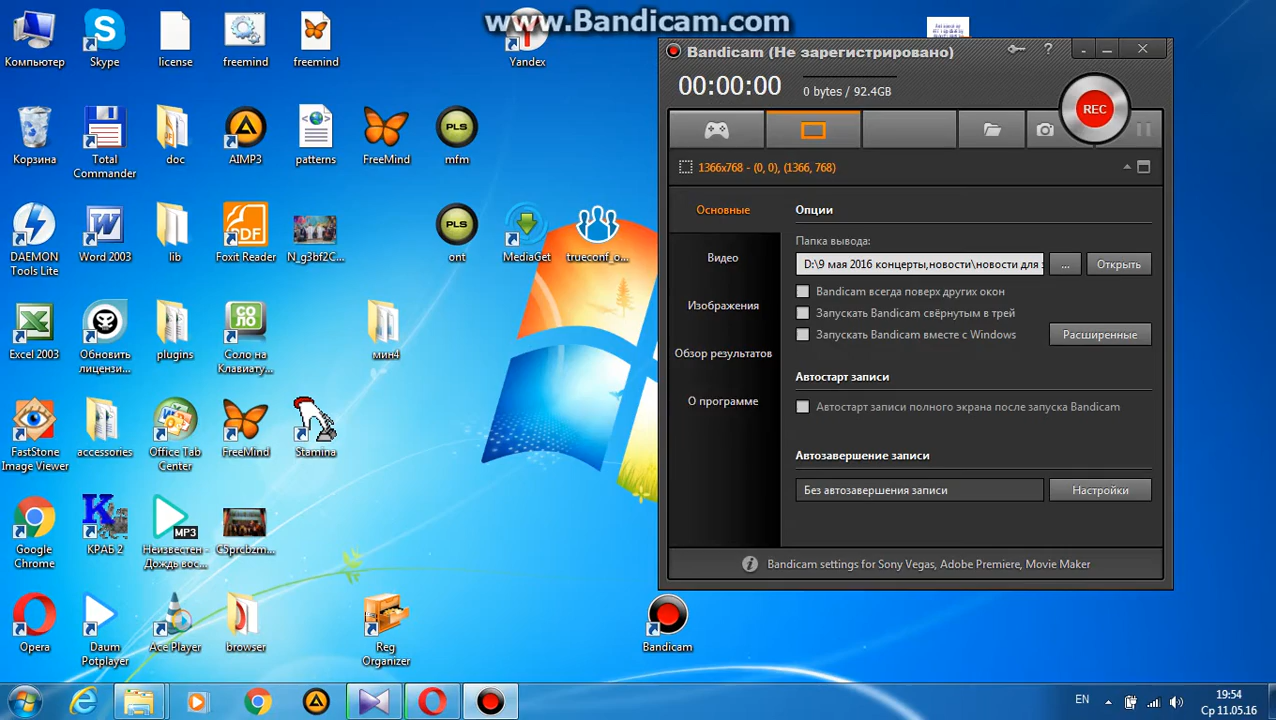 www.Bandicam.com
Компьютер
Skype
license
freemind
freemind
Yandex
Корзина
Total
Commander
doc
AIMP3
patterns
FreeMind
mfm
DAEMON
Tools Lite
Word 2003
lib
Foxit Reader
N_g3bf2C...
ont
MediaGet
trueconf_o...
Excel 2003
Обновить
лицензи...
plugins
Соло на
Клавиату...
мин4
FastStone
Image Viewer
accessories
Office Tab
Center
FreeMind
Stamina
Google
Chrome
КРАБ 2
MP3
Неизвестен -
Дождь вос...
C5prcbzm...
Opera
Daum
Potplayer
Ace Player
browser
Reg
Organizer
Bandicam
Bandicam (Не зарегистрировано)
00:00:00
0 bytes / 92.4GB
REC
1366x768 - (0, 0), (1366, 768)
Основные
Видео
Изображения
Обзор результатов
О программе
Опции
Папка вывода:
D:\9 мая 2016 концерты,новости\новости для
...
Открыть
Bandicam всегда поверх других окон
Запускать Bandicam свёрнутым в трей
Запускать Bandicam вместе с Windows
Расширенные
Автостарт записи
Автостарт записи полного экрана после запуска Bandicam
Автозавершение записи
Без автозавершения записи
Настройки
Bandicam settings for Sony Vegas, Adobe Premiere, Movie Maker
EN
19:54
Ср 11.05.16